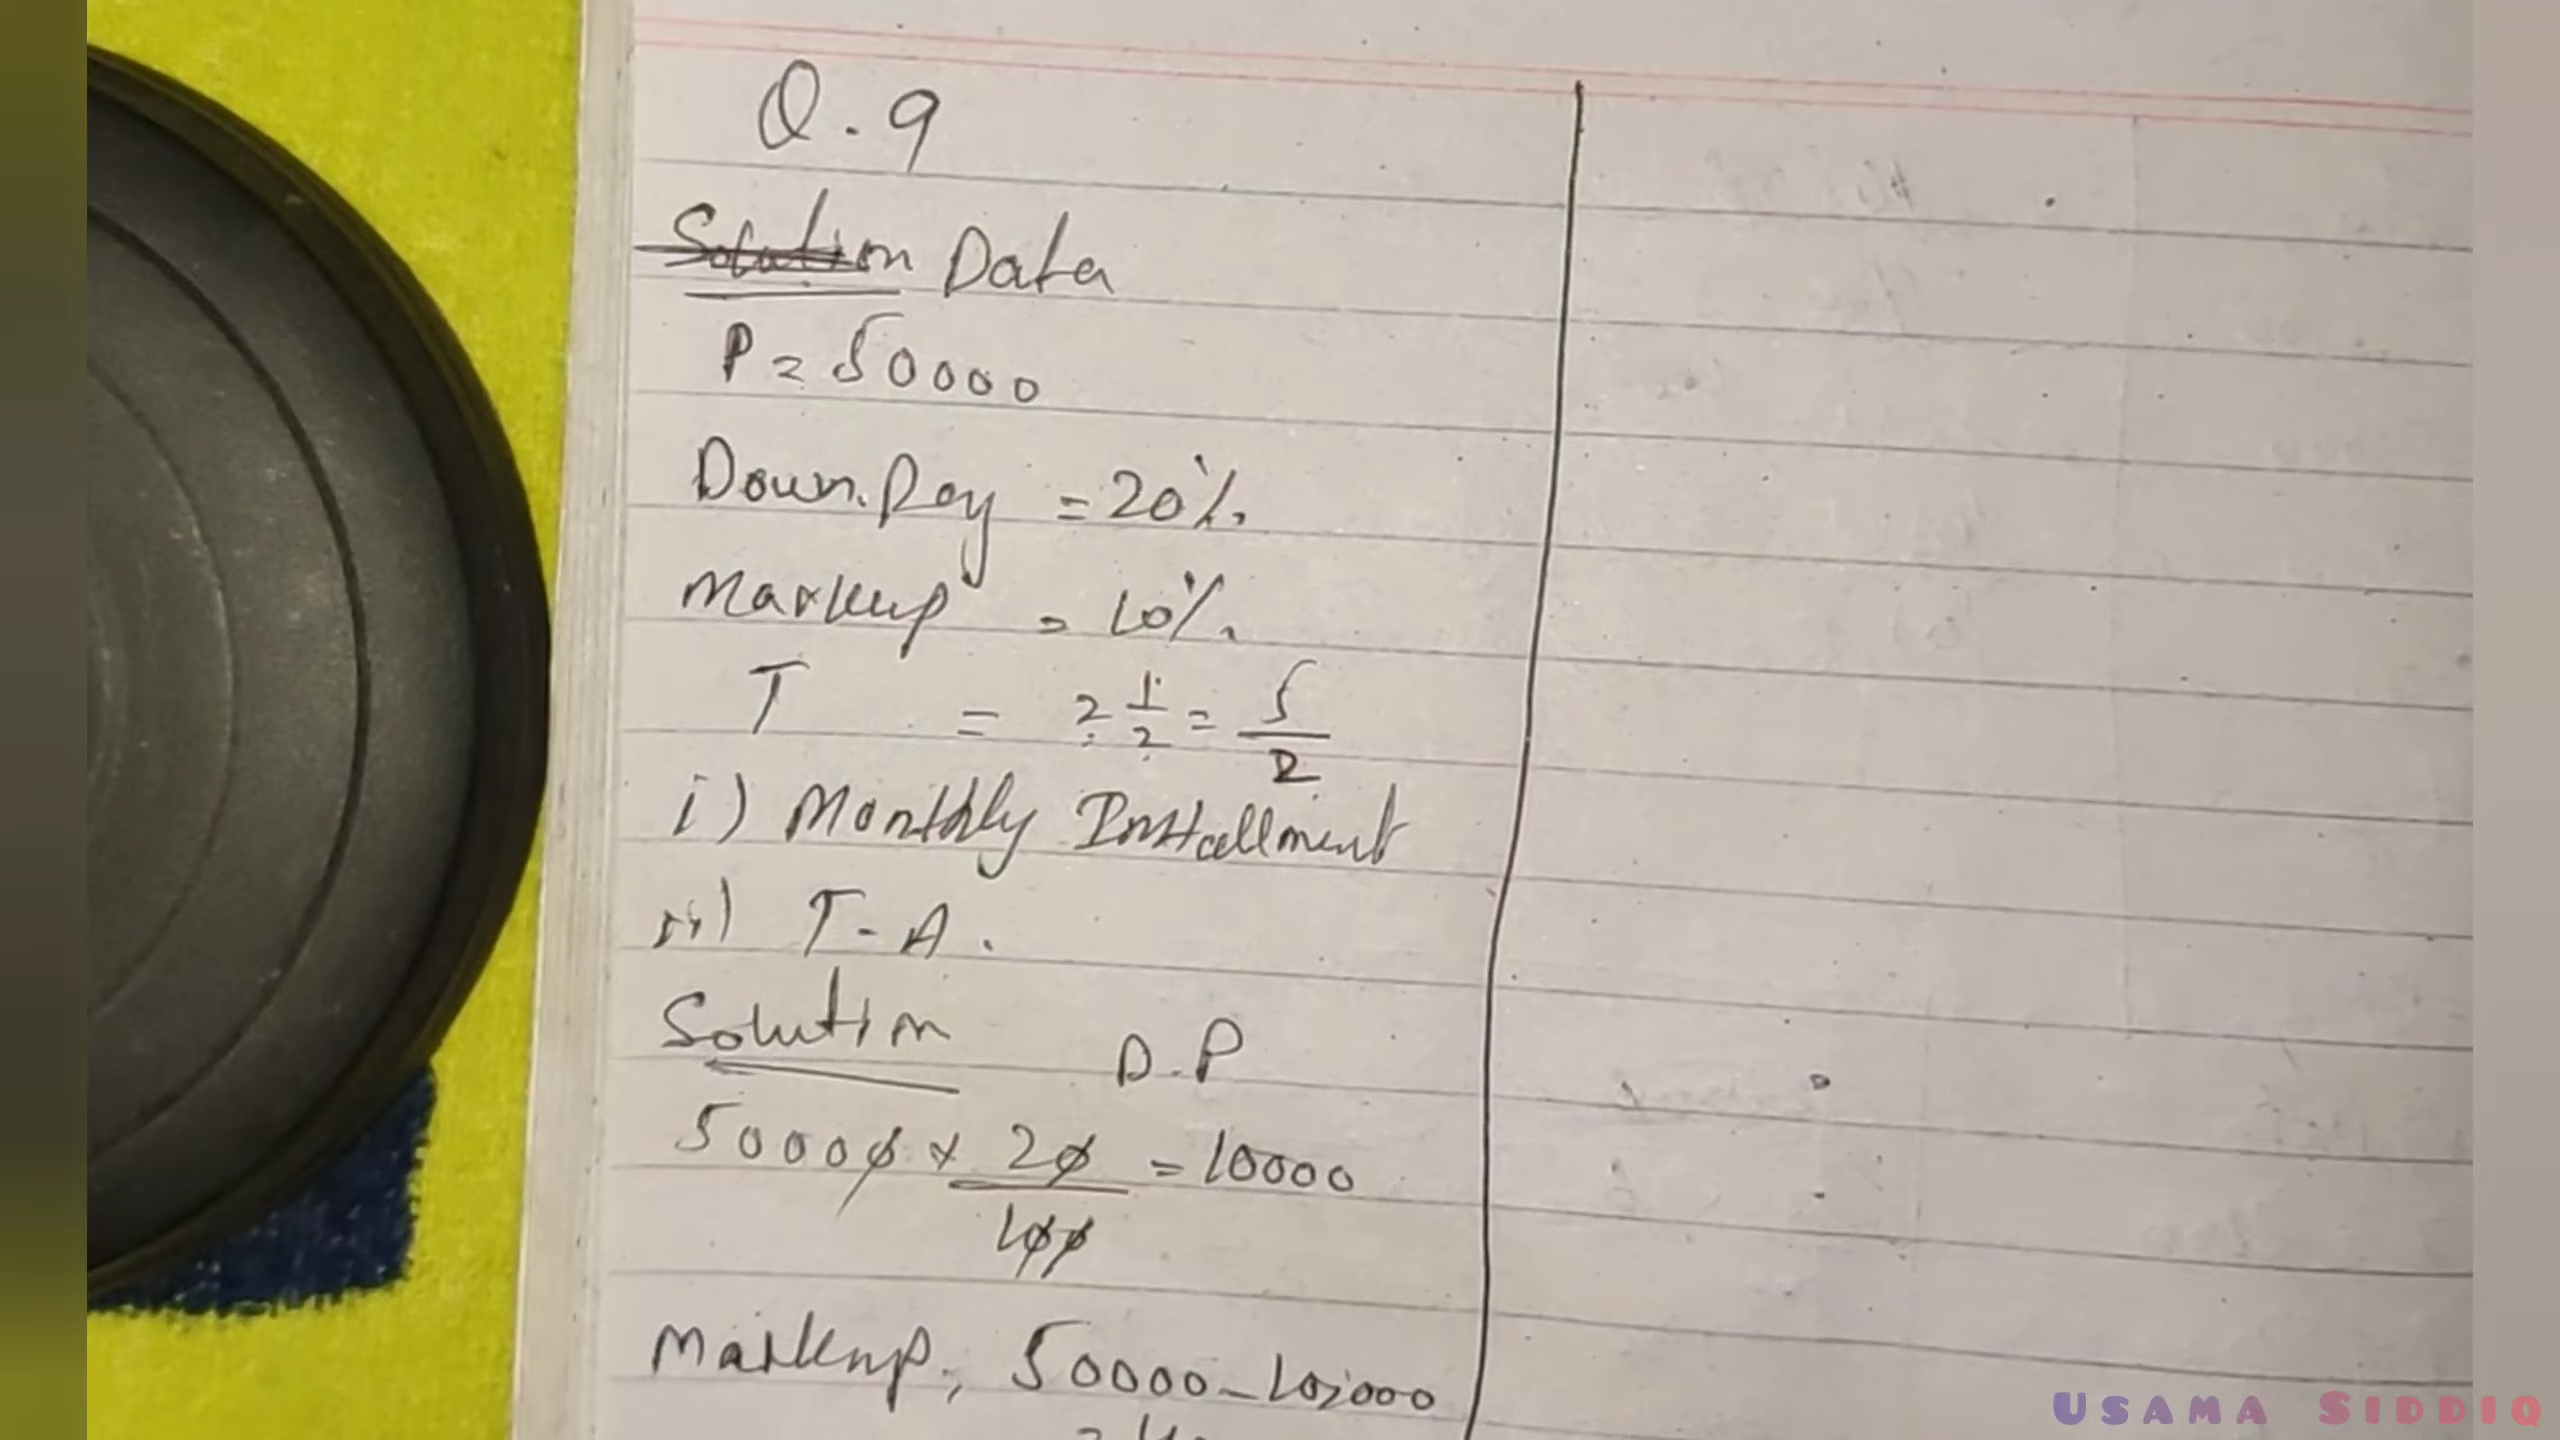 Q.9
Solution Data
P = 50000
Down.Pay = 20%.
Markup = 10%.
T = 2 1/2 = 5/2
i) Monthly Installment
ii) T-A.
Solution D.P
50000 × 20/100 = 10000
Markup, 50000-10,000
USAMA SIDDIQ